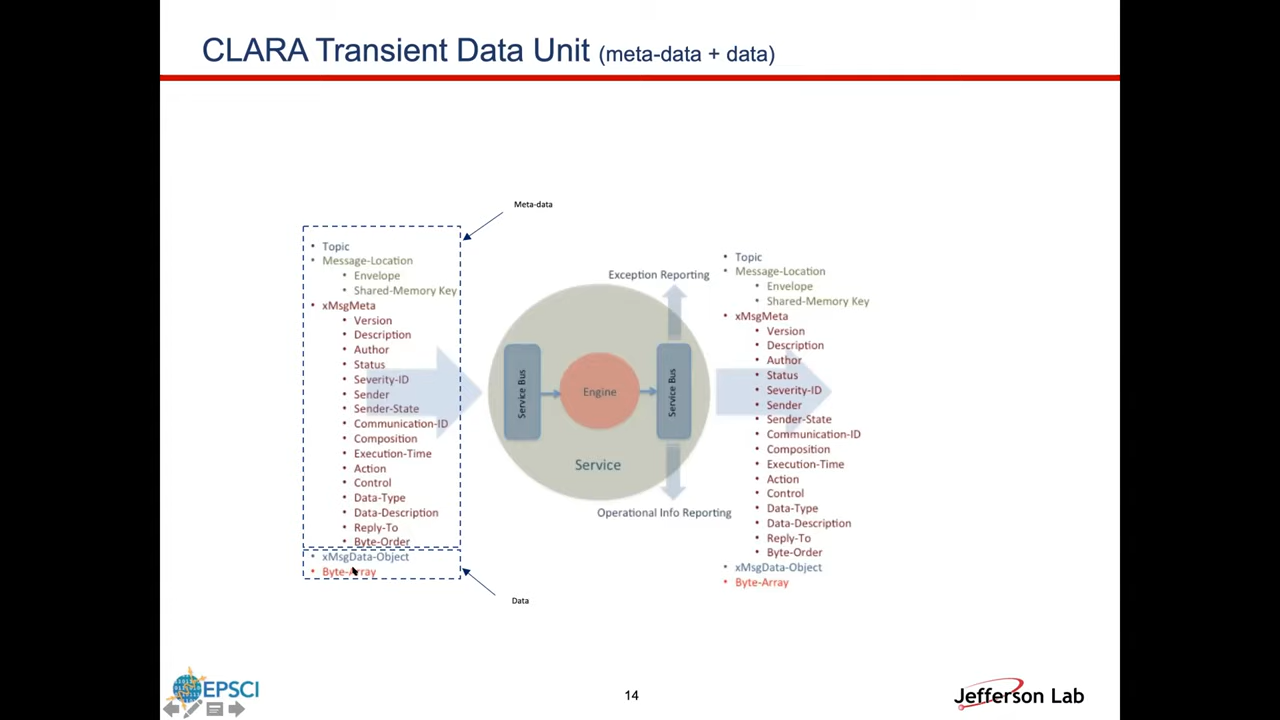 CLARA Transient Data Unit (meta-data + data)
Meta-data
• Topic
• Message-Location
• Envelope
• Shared-Memory Key
• xMsgMeta
• Version
• Description
• Author
• Status
• Severity-ID
• Sender
• Sender-State
• Communication-ID
• Composition
• Execution-Time
• Action
• Control
• Data-Type
• Data-Description
• Reply-To
• Byte-Order
• xMsgData-Object
• Byte-Array
Data
Exception Reporting
Service Bus
Engine
Service Bus
Service
Operational Info Reporting
• Topic
• Message-Location
• Envelope
• Shared-Memory Key
• xMsgMeta
• Version
• Description
• Author
• Status
• Severity-ID
• Sender
• Sender-State
• Communication-ID
• Composition
• Execution-Time
• Action
• Control
• Data-Type
• Data-Description
• Reply-To
• Byte-Order
• xMsgData-Object
• Byte-Array
EPSCI
14
Jefferson Lab